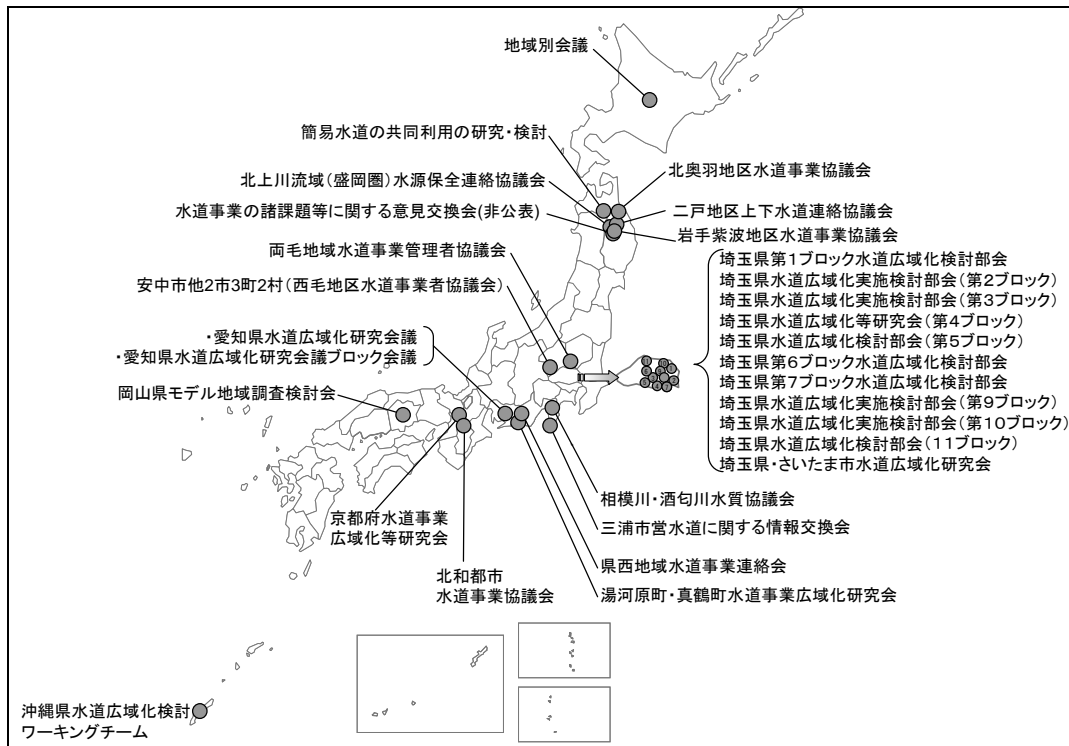 地域別会議
簡易水道の共同利用の研究・検討
北上川流域(盛岡圏)水源保全連絡協議会
水道事業の諸課題等に関する意見交換会(非公表)
両毛地域水道事業管理者協議会
安中市他2市3町2村(西毛地区水道事業者協議会)
・愛知県水道広域化研究会議
・愛知県水道広域化研究会議ブロック会議
岡山県モデル地域調査検討会
北奥羽地区水道事業協議会
二戸地区上下水道連絡協議会
岩手紫波地区水道事業協議会
埼玉県第1ブロック水道広域化検討部会
埼玉県水道広域化実施検討部会(第2ブロック)
埼玉県水道広域化実施検討部会(第3ブロック)
埼玉県水道広域化等研究会(第4ブロック)
埼玉県水道広域化検討部会(第5ブロック)
埼玉県第6ブロック水道広域化検討部会
埼玉県第7ブロック水道広域化検討部会
埼玉県水道広域化実施検討部会(第9ブロック)
埼玉県水道広域化実施検討部会(第10ブロック)
埼玉県水道広域化検討部会(11ブロック)
埼玉県・さいたま市水道広域化研究会
相模川・酒匂川水質協議会
三浦市営水道に関する情報交換会
県西地域水道事業連絡会
湯河原町・真鶴町水道事業広域化研究会
京都府水道事業
広域化等研究会
北和都市
水道事業協議会
沖縄県水道広域化検討
ワーキングチーム